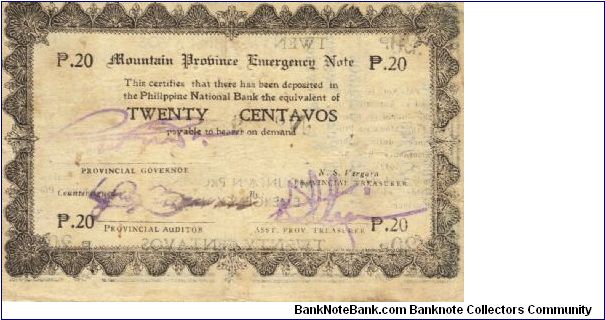 ₱.20 Mountain Province Emergency Note ₱.20
This certifies that there has been deposited in
the Philippine National Bank the equivalent of
TWENTY CENTAVOS
payable to bearer on demand
PROVINCIAL GOVERNOR
N. S. Vergara
PROVINCIAL TREASURER
Countersigned
By
₱.20 ₱.20
PROVINCIAL AUDITOR ASST. PROV. TREASURER
BankNoteBank.com Banknote Collectors Community